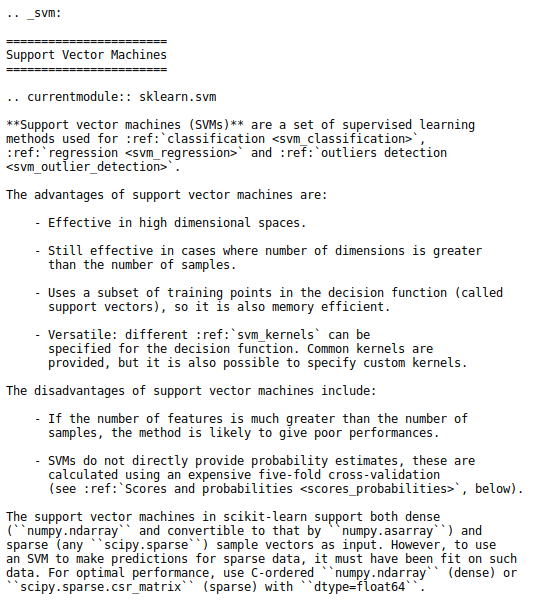 .. _svm:
=======================
Support Vector Machines
=======================
.. currentmodule:: sklearn.svm
**Support vector machines (SVMs)** are a set of supervised learning
methods used for :ref:`classification <svm_classification>`,
:ref:`regression <svm_regression>` and :ref:`outliers detection
<svm_outlier_detection>`.
The advantages of support vector machines are:
- Effective in high dimensional spaces.
- Still effective in cases where number of dimensions is greater
than the number of samples.
- Uses a subset of training points in the decision function (called
support vectors), so it is also memory efficient.
- Versatile: different :ref:`svm_kernels` can be
specified for the decision function. Common kernels are
provided, but it is also possible to specify custom kernels.
The disadvantages of support vector machines include:
- If the number of features is much greater than the number of
samples, the method is likely to give poor performances.
- SVMs do not directly provide probability estimates, these are
calculated using an expensive five-fold cross-validation
(see :ref:`Scores and probabilities <scores_probabilities>`, below).
The support vector machines in scikit-learn support both dense
(``numpy.ndarray`` and convertible to that by ``numpy.asarray``) and
sparse (any ``scipy.sparse``) sample vectors as input. However, to use
an SVM to make predictions for sparse data, it must have been fit on such
data. For optimal performance, use C-ordered ``numpy.ndarray`` (dense) or
``scipy.sparse.csr_matrix`` (sparse) with ``dtype=float64``.